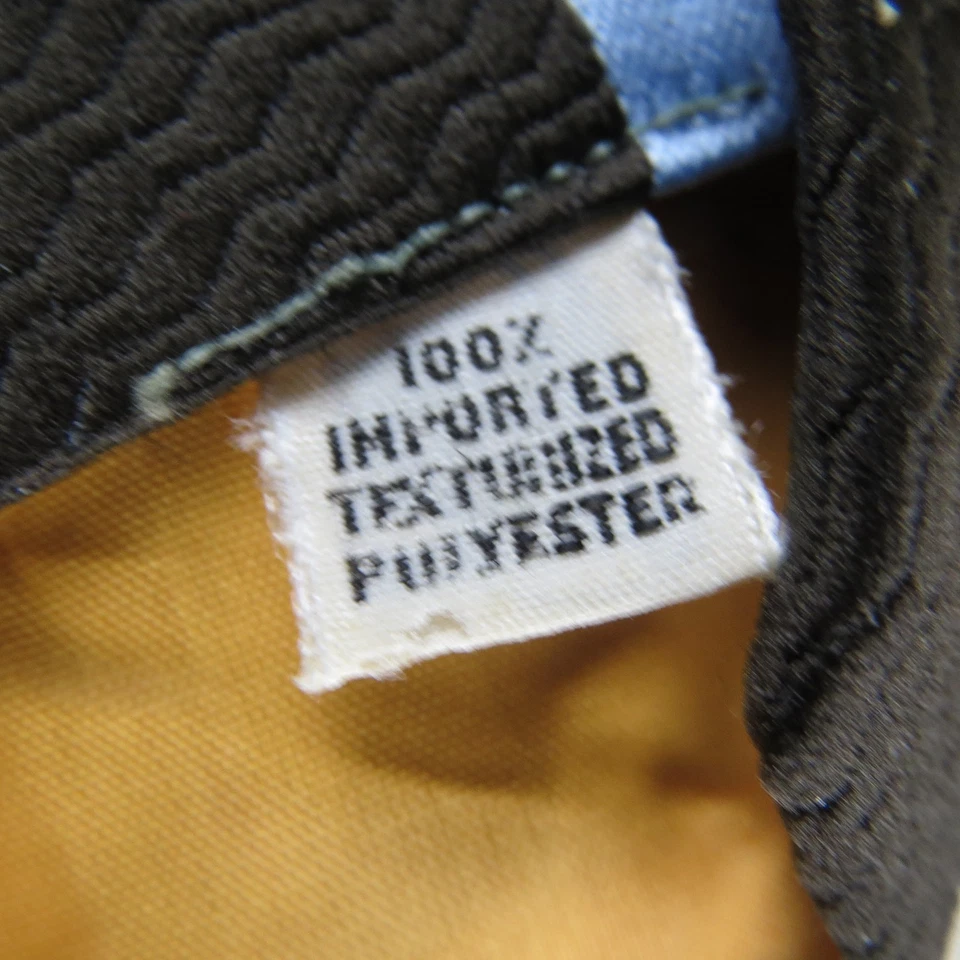 100%
IMPORTED
TEXTURIZED
POLYESTER